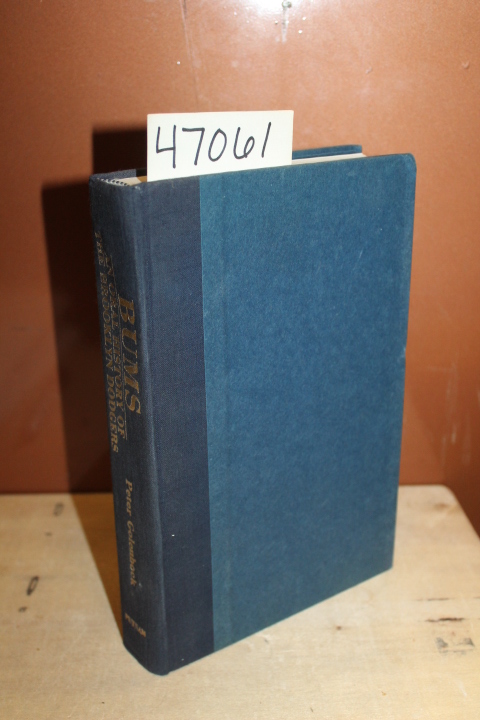 47061
BUMS
AN ORAL HISTORY OF
THE BROOKLYN DODGERS
Peter Golenbock
PUTNAM